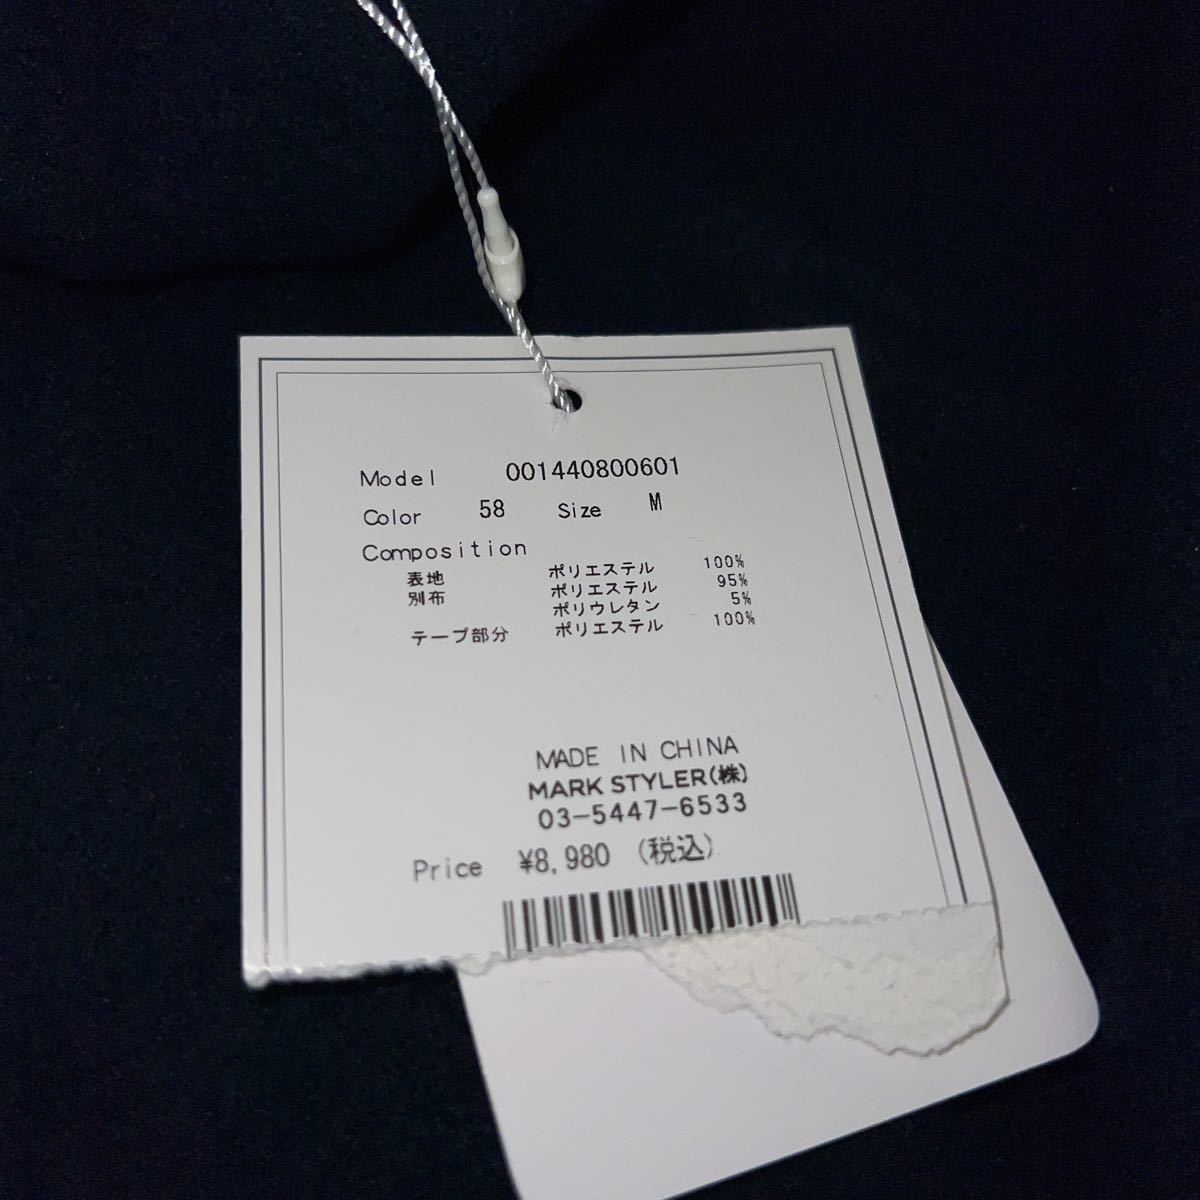 Model 001440800601
Color 58 Size M
Composition
表地 ポリエステル 100%
別布 ポリエステル 95%
ポリウレタン 5%
テープ部分 ポリエステル 100%
MADE IN CHINA
MARK STYLER(株)
03-5447-6533
Price ¥8,980 (税込)